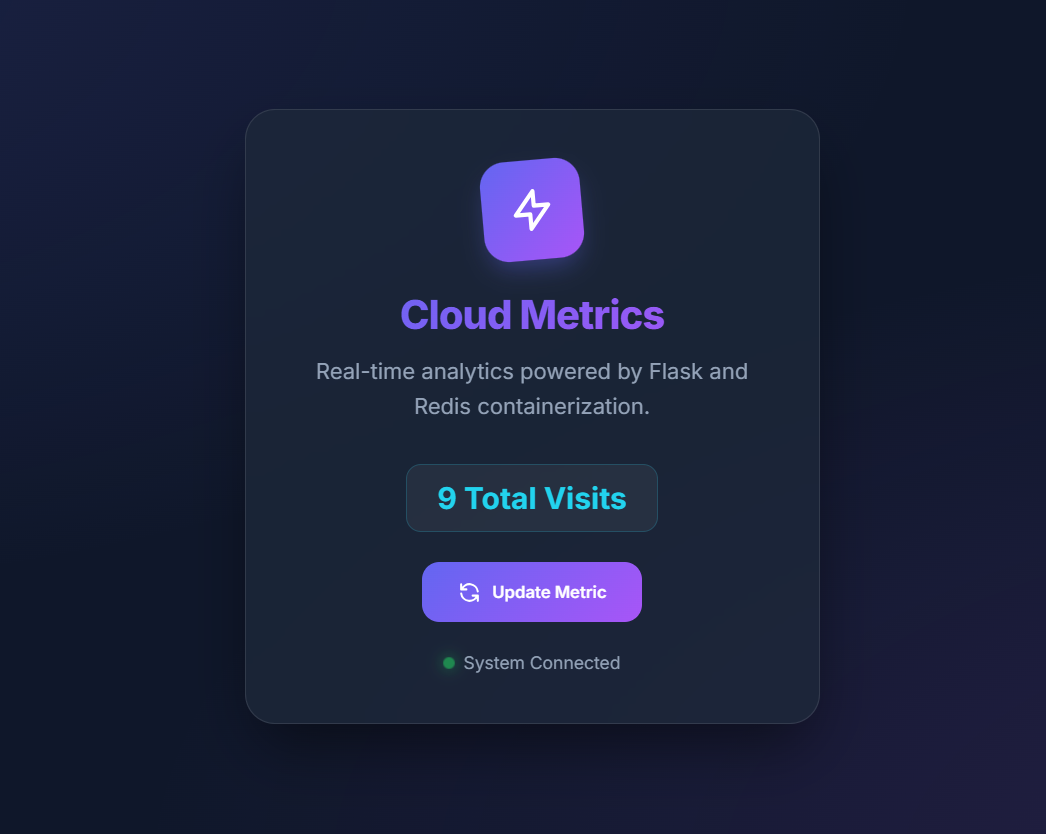 Cloud Metrics
Real-time analytics powered by Flask and
Redis containerization.
9 Total Visits
Update Metric
System Connected